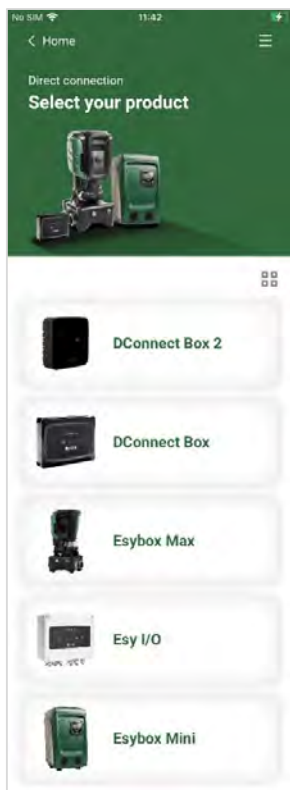 No SIM 11:42
Home
Direct connection
Select your product
DConnect Box 2
DConnect Box
Esybox Max
Esy I/O
Esybox Mini